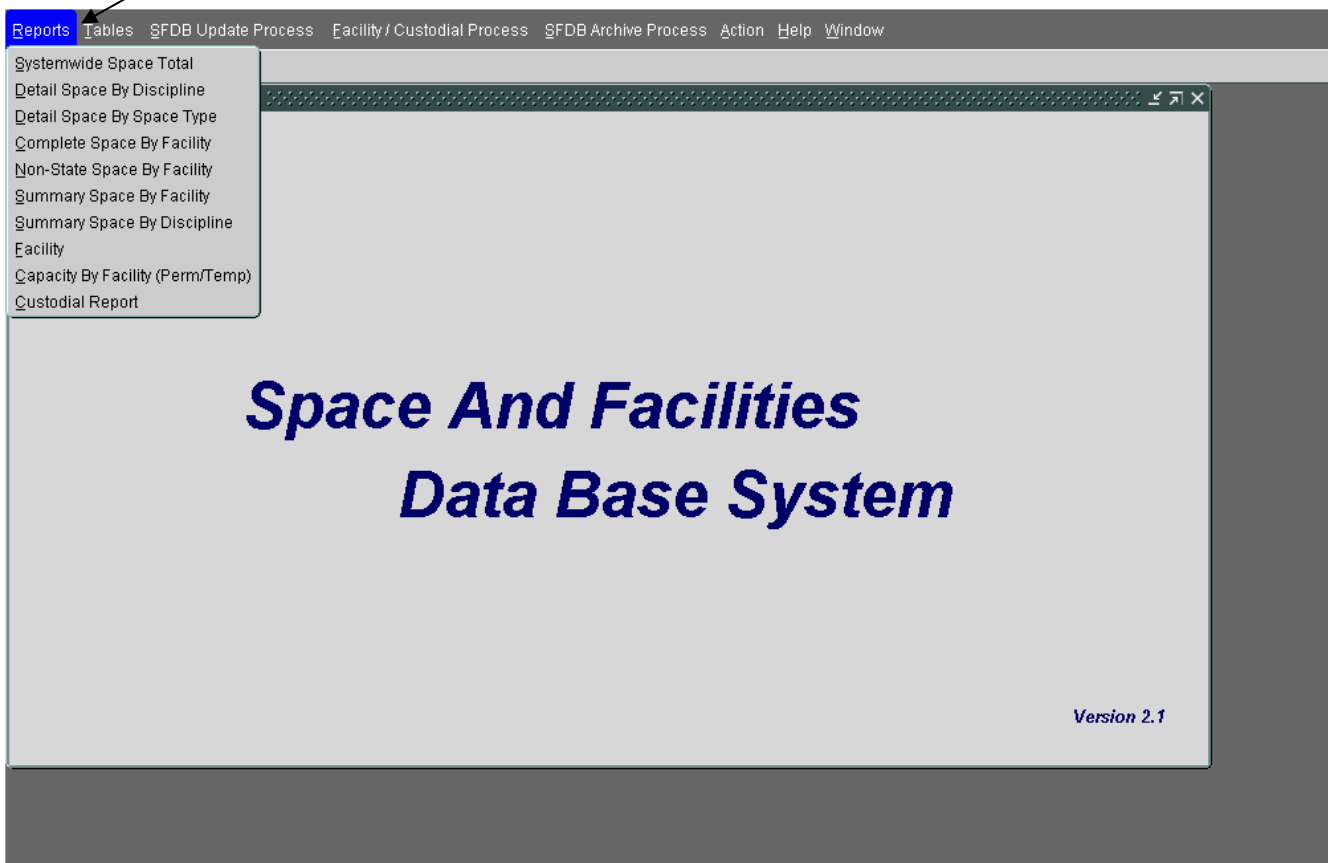 Reports Tables SFDB Update Process Facility / Custodial Process SFDB Archive Process Action Help Window
Systemwide Space Total
Detail Space By Discipline
Detail Space By Space Type
Complete Space By Facility
Non-State Space By Facility
Summary Space By Facility
Summary Space By Discipline
Facility
Capacity By Facility (Perm/Temp)
Custodial Report
Space And Facilities
Data Base System
Version 2.1